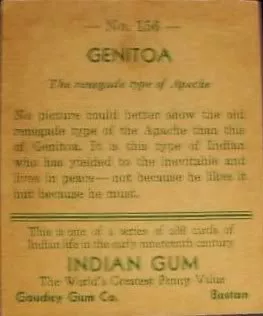 — No. 156 —
GENITOA
The renegade type of Apache
No picture could better show the old
renegade type of the Apache than this
of Genitoa. It is this type of Indian
who has yielded to the inevitable and
lives in peace—not because he likes it
but because he must.
This is one of a series of cards of
Indian life in the early nineteenth century
INDIAN GUM
The World's Greatest Penny Value
Goudey Gum Co. Boston